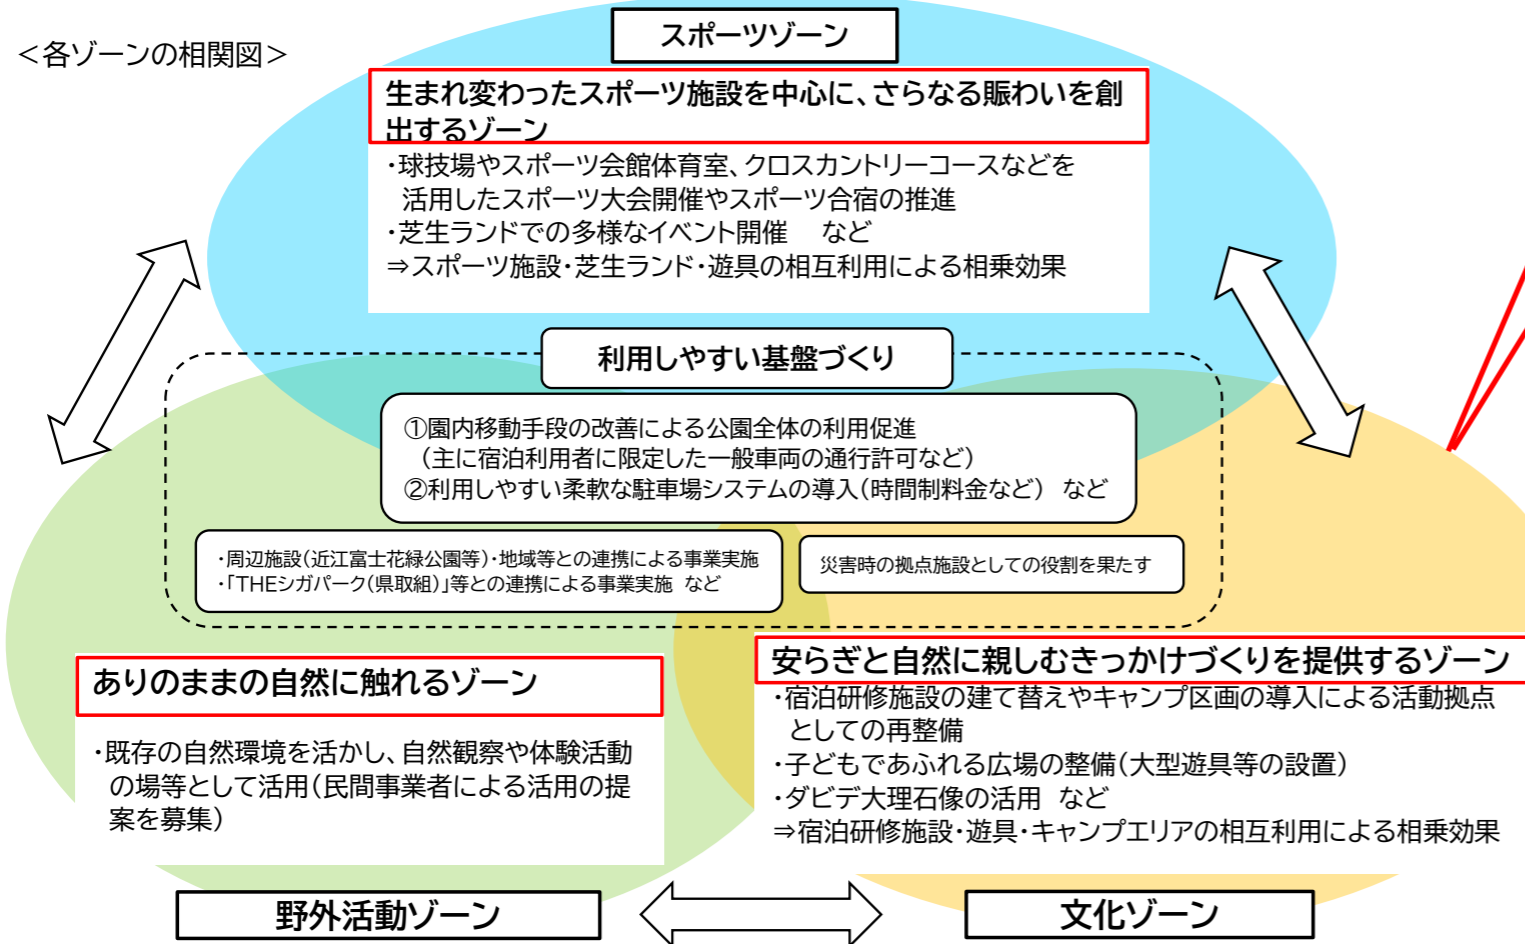 <各ゾーンの相関図>
スポーツゾーン
生まれ変わったスポーツ施設を中心に、さらなる賑わいを創
出するゾーン
・球技場やスポーツ会館体育室、クロスカントリーコースなどを
活用したスポーツ大会開催やスポーツ合宿の推進
・芝生ランドでの多様なイベント開催　など
⇒スポーツ施設・芝生ランド・遊具の相互利用による相乗効果
利用しやすい基盤づくり
①園内移動手段の改善による公園全体の利用促進
（主に宿泊利用者に限定した一般車両の通行許可など）
②利用しやすい柔軟な駐車場システムの導入（時間制料金など）　など
・周辺施設（近江富士花緑公園等）・地域等との連携による事業実施
・「THEシガパーク（県取組）」等との連携による事業実施　など
災害時の拠点施設としての役割を果たす
ありのままの自然に触れるゾーン
・既存の自然環境を活かし、自然観察や体験活動
の場等として活用（民間事業者による活用の提
案を募集）
野外活動ゾーン
安らぎと自然に親しむきっかけづくりを提供するゾーン
・宿泊研修施設の建て替えやキャンプ区画の導入による活動拠点
としての再整備
・子どもであふれる広場の整備（大型遊具等の設置）
・ダビデ大理石像の活用　など
⇒宿泊研修施設・遊具・キャンプエリアの相互利用による相乗効果
文化ゾーン